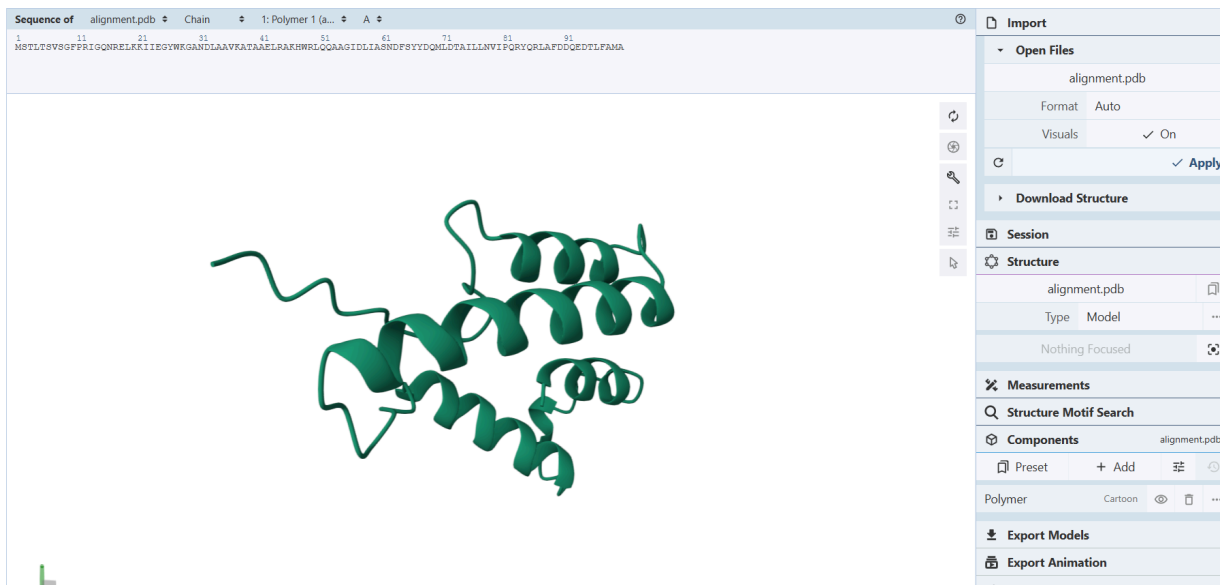 Sequence of alignment.pdb Chain 1: Polymer 1 (a... A
1 11 21 31 41 51 61 71 81 91
MSTLTSVSGFPRIGQNRELKKIIEGYWKGANDLAAVKATAAELRAKHWRLQQAAGIDLIASNDFSYYDQMLDTAILLNVIPQRYQRLAFDDQEDTLFAMA
Import
Open Files
alignment.pdb
Format Auto
Visuals On
Apply
Download Structure
Session
Structure
alignment.pdb
Type Model
Nothing Focused
Measurements
Structure Motif Search
Components alignment.pdb
Preset Add
Polymer Cartoon
Export Models
Export Animation